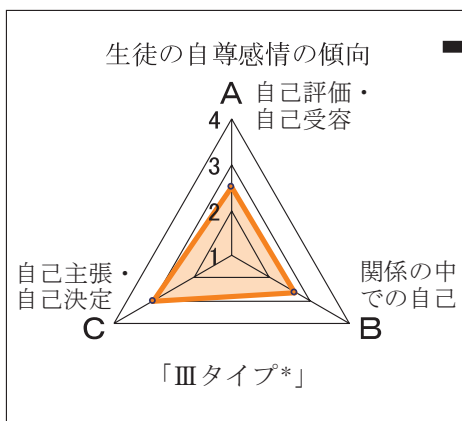 生徒の自尊感情の傾向
A 自己評価・
自己受容
4
3
2
1
自己主張・
自己決定
C
関係の中
での自己
B
「Ⅲタイプ*」